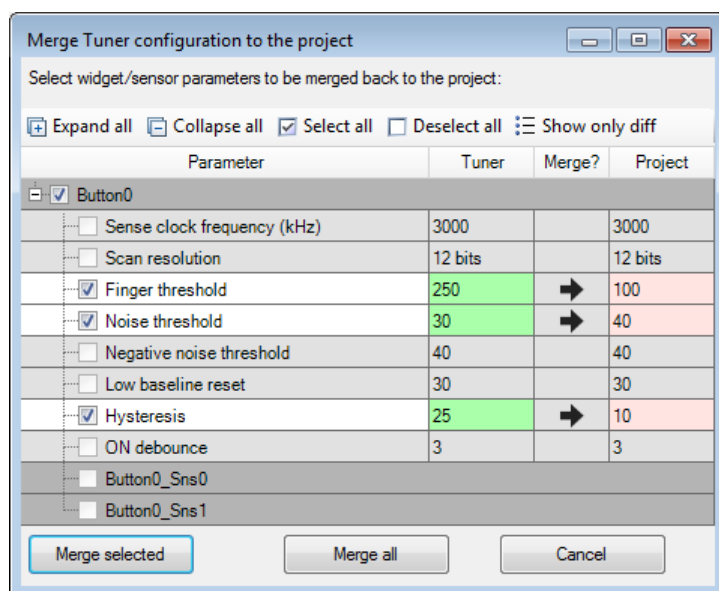 Merge Tuner configuration to the project
Select widget/sensor parameters to be merged back to the project:
Expand all Collapse all Select all Deselect all Show only diff
Parameter Tuner Merge? Project
Button0
Sense clock frequency (kHz) 3000 3000
Scan resolution 12 bits 12 bits
Finger threshold 250 100
Noise threshold 30 40
Negative noise threshold 40 40
Low baseline reset 30 30
Hysteresis 25 10
ON debounce 3 3
Button0_Sns0
Button0_Sns1
Merge selected Merge all Cancel